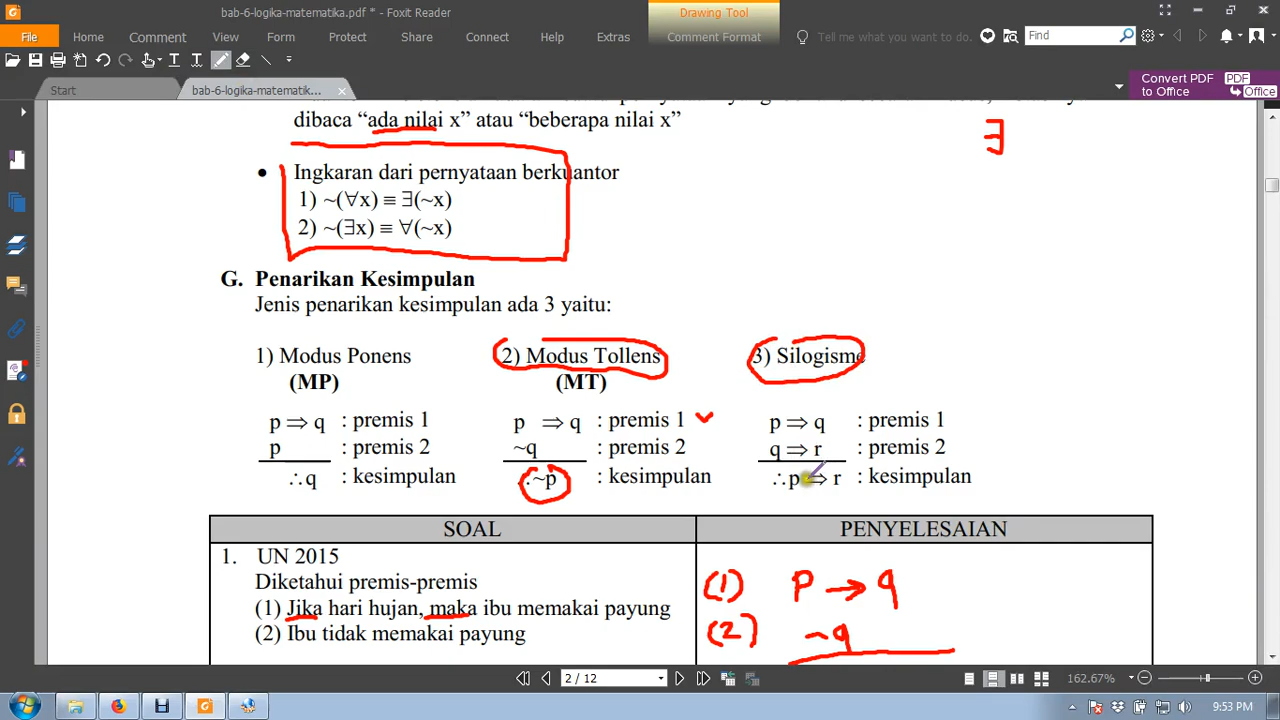 bab-6-logika-matematika.pdf * - Foxit Reader
Drawing Tool
File Home Comment View Form Protect Share Connect Help Extras Comment Format Tell me what you want to do... Find
Start
bab-6-logika-matematik...
Convert PDF to Office
PDF
Office
dibaca “ada nilai x” atau “beberapa nilai x”
∃
• Ingkaran dari pernyataan berkuantor
1) ~(∀x) ≡ ∃(~x)
2) ~(∃x) ≡ ∀(~x)
G. Penarikan Kesimpulan
Jenis penarikan kesimpulan ada 3 yaitu:
1) Modus Ponens 2) Modus Tollens 3) Silogisme
(MP) (MT)
p ⇒ q : premis 1 p ⇒ q : premis 1 p ⇒ q : premis 1
p : premis 2 ~q : premis 2 q ⇒ r : premis 2
∴q : kesimpulan ∴~p : kesimpulan ∴p ⇒ r : kesimpulan
SOAL PENYELESAIAN
1. UN 2015
Diketahui premis-premis
(1) Jika hari hujan, maka ibu memakai payung
(2) Ibu tidak memakai payung
(1) P → q
(2) ~q
2 / 12
162.67%
9:53 PM